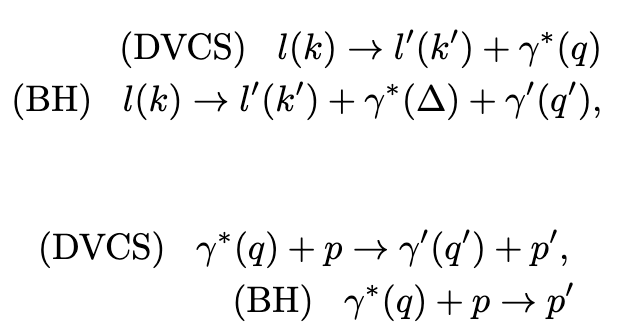 (DVCS) l(k) → l′(k′) + γ*(q)
(BH) l(k) → l′(k′) + γ*(Δ) + γ′(q′),
(DVCS) γ*(q) + p → γ′(q′) + p′,
(BH) γ*(q) + p → p′